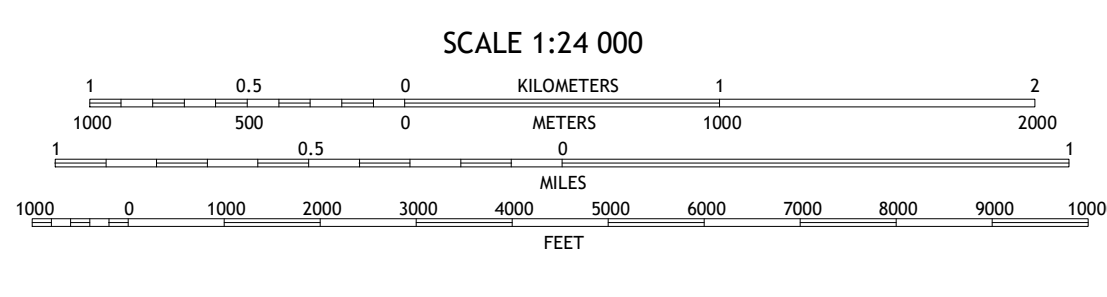 SCALE 1:24 000
1 0.5 0 KILOMETERS 1 2
1000 500 0 METERS 1000 2000
1 0.5 0 1
MILES
1000 0 1000 2000 3000 4000 5000 6000 7000 8000 9000 1000
FEET